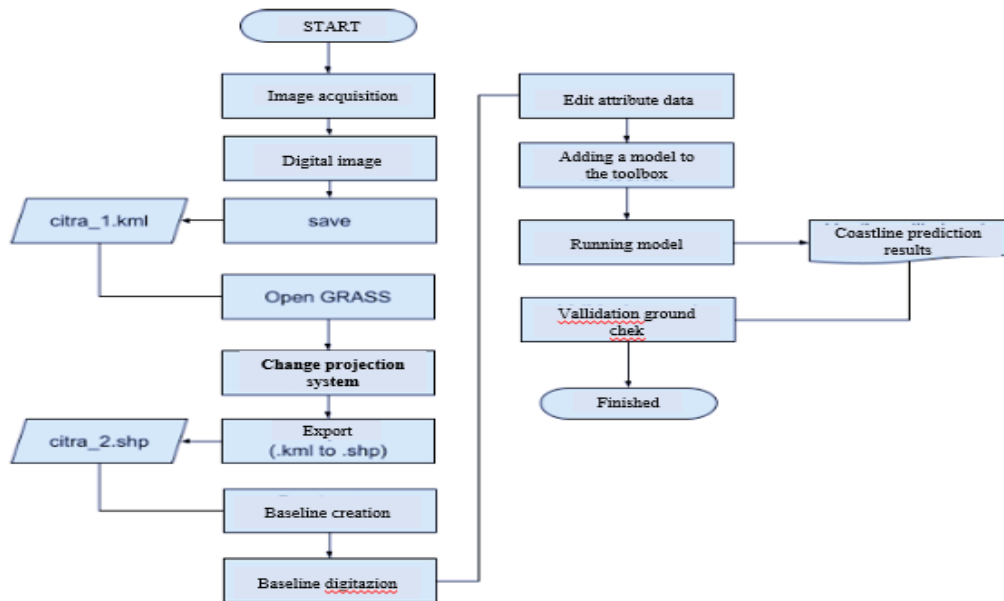 START
Image acquisition
Digital image
save
citra_1.kml
Open GRASS
Change projection
system
Export
(.kml to .shp)
citra_2.shp
Baseline creation
Baseline digitazion
Edit attribute data
Adding a model to
the toolbox
Running model
Coastline prediction
results
Vallidation ground
chek
Finished